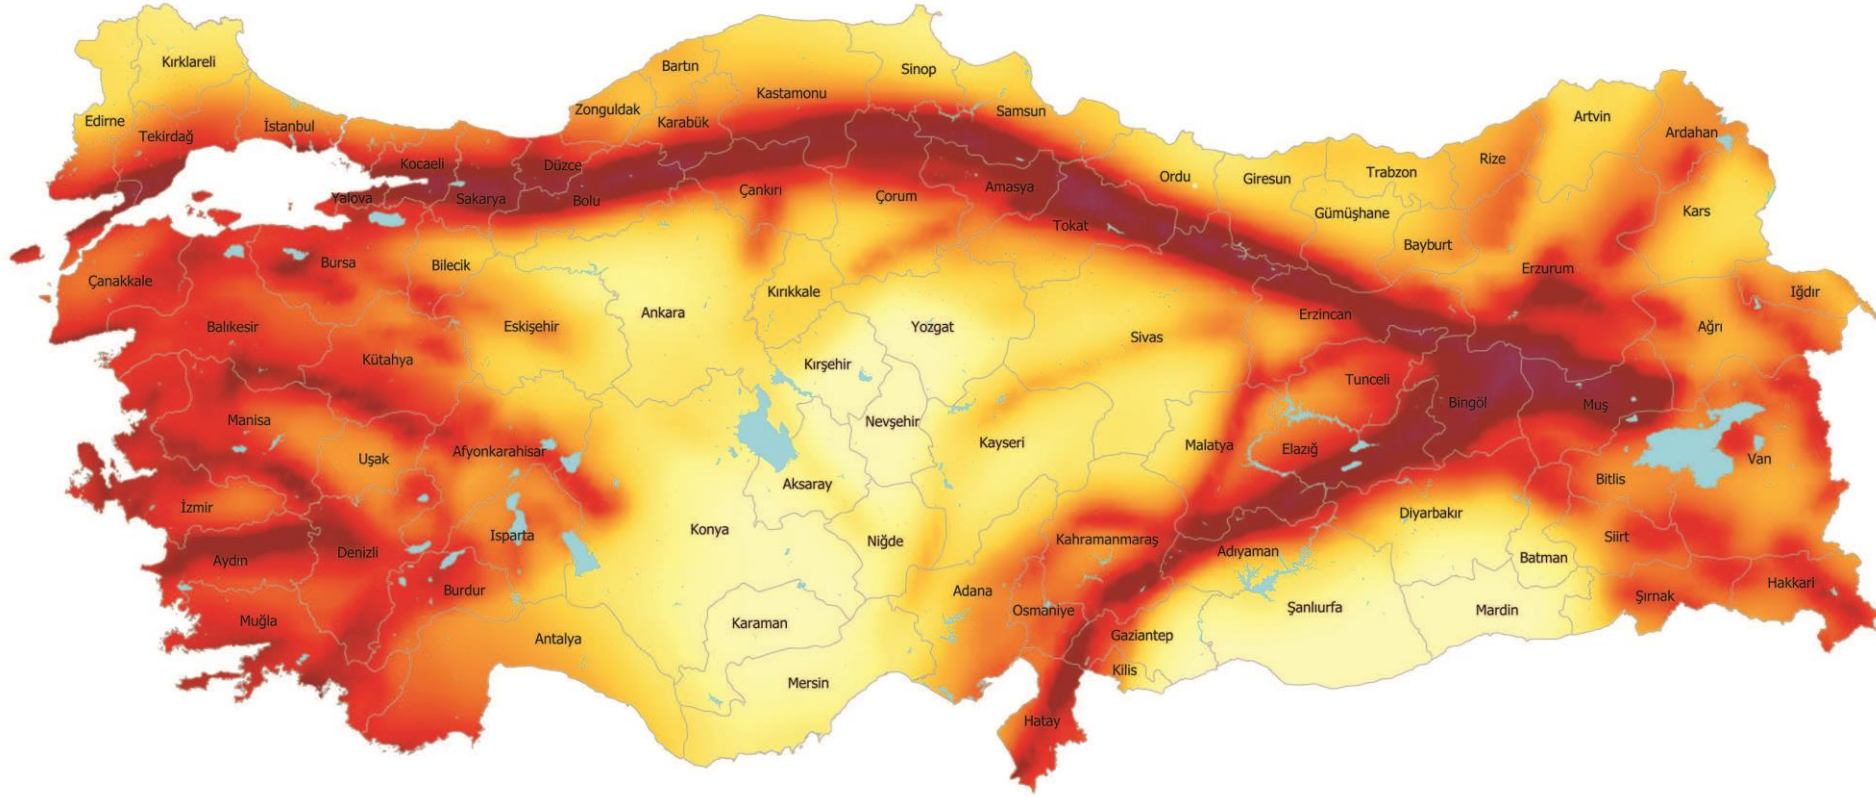 Kırklareli
Edirne
Tekirdağ
İstanbul
Kocaeli
Yalova
Sakarya
Düzce
Bolu
Zonguldak
Bartın
Karabük
Kastamonu
Sinop
Samsun
Çankırı
Çorum
Amasya
Tokat
Ordu
Giresun
Trabzon
Gümüşhane
Bayburt
Rize
Artvin
Ardahan
Kars
Iğdır
Ağrı
Erzurum
Erzincan
Çanakkale
Balıkesir
Bursa
Bilecik
Eskişehir
Kütahya
Ankara
Kırıkkale
Kırşehir
Yozgat
Sivas
Tunceli
Bingöl
Muş
Manisa
Uşak
Afyonkarahisar
Nevşehir
Kayseri
Malatya
Elazığ
Bitlis
Van
İzmir
Aydın
Denizli
Isparta
Burdur
Konya
Aksaray
Niğde
Kahramanmaraş
Adıyaman
Diyarbakır
Batman
Siirt
Şırnak
Hakkari
Muğla
Antalya
Karaman
Mersin
Adana
Osmaniye
Gaziantep
Kilis
Şanlıurfa
Mardin
Hatay